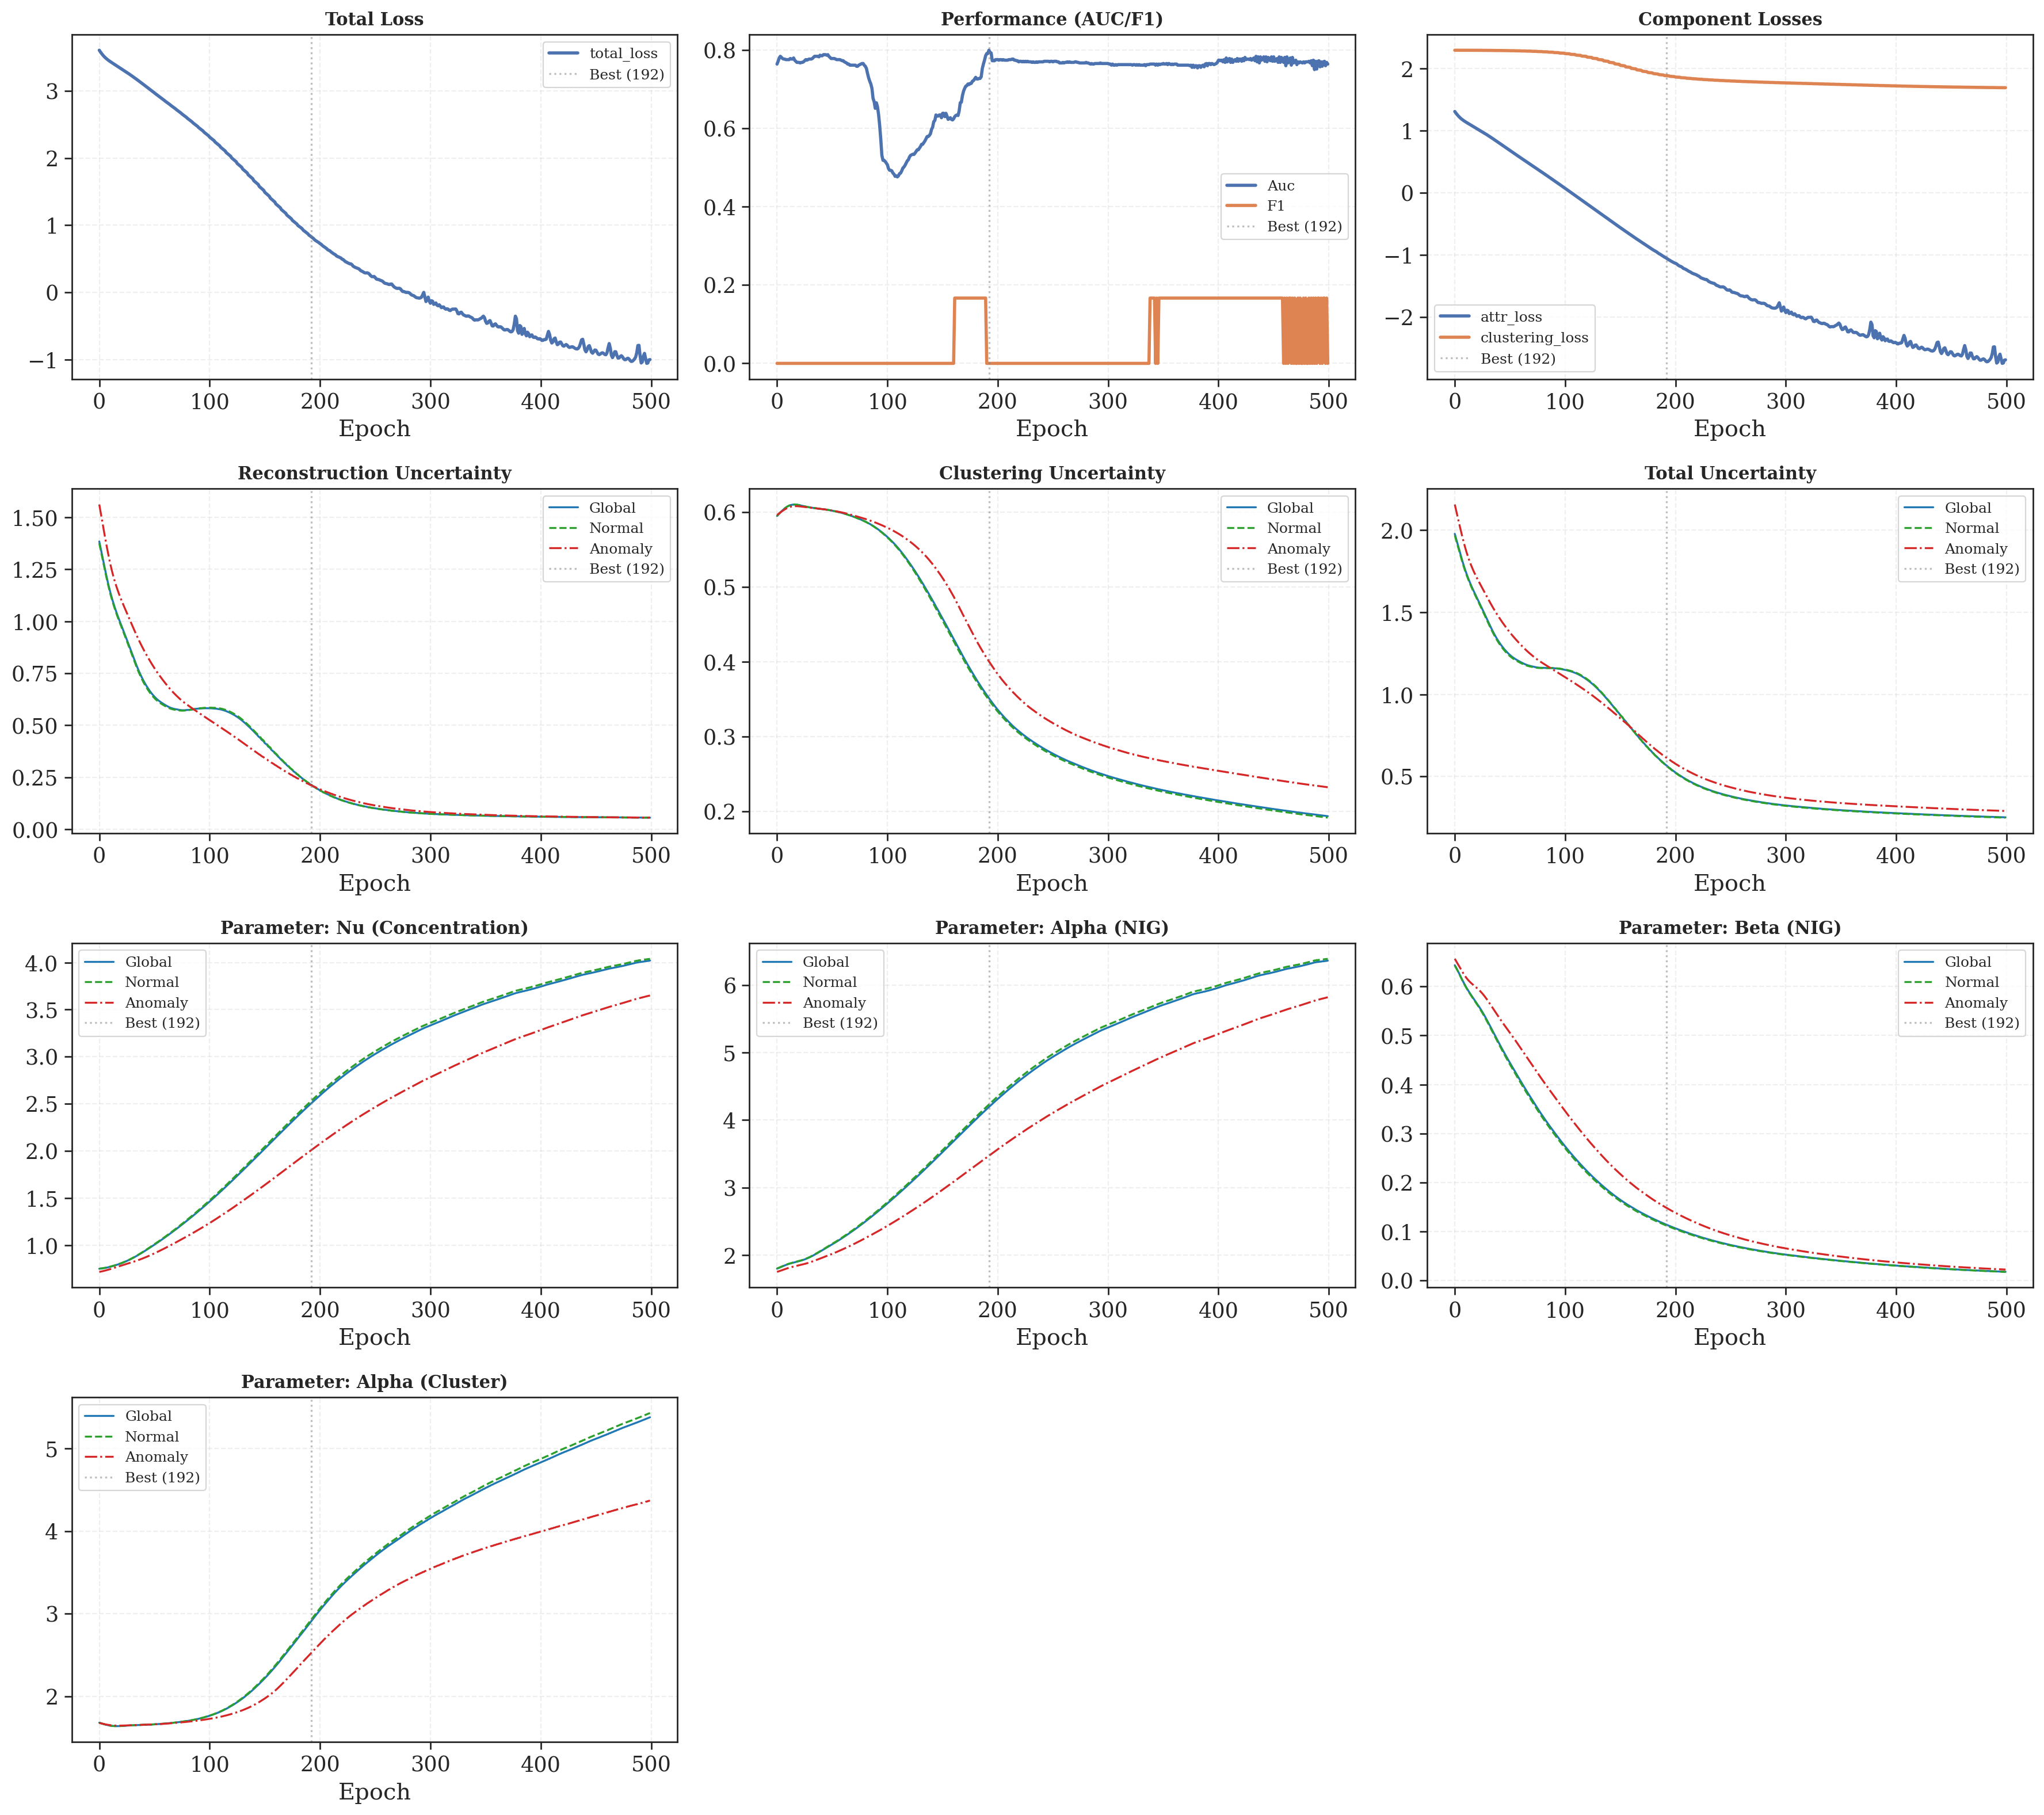 Total Loss
3
2
1
0
−1
0 100 200 300 400 500
Epoch
total_loss
Best (192)
Performance (AUC/F1)
0.8
0.6
0.4
0.2
0.0
0 100 200 300 400 500
Epoch
Auc
F1
Best (192)
Component Losses
2
1
0
−1
−2
0 100 200 300 400 500
Epoch
attr_loss
clustering_loss
Best (192)
Reconstruction Uncertainty
1.50
1.25
1.00
0.75
0.50
0.25
0.00
0 100 200 300 400 500
Epoch
Global
Normal
Anomaly
Best (192)
Clustering Uncertainty
0.6
0.5
0.4
0.3
0.2
0 100 200 300 400 500
Epoch
Global
Normal
Anomaly
Best (192)
Total Uncertainty
2.0
1.5
1.0
0.5
0 100 200 300 400 500
Epoch
Global
Normal
Anomaly
Best (192)
Parameter: Nu (Concentration)
4.0
3.5
3.0
2.5
2.0
1.5
1.0
0 100 200 300 400 500
Epoch
Global
Normal
Anomaly
Best (192)
Parameter: Alpha (NIG)
6
5
4
3
2
0 100 200 300 400 500
Epoch
Global
Normal
Anomaly
Best (192)
Parameter: Beta (NIG)
0.6
0.5
0.4
0.3
0.2
0.1
0.0
0 100 200 300 400 500
Epoch
Global
Normal
Anomaly
Best (192)
Parameter: Alpha (Cluster)
5
4
3
2
0 100 200 300 400 500
Epoch
Global
Normal
Anomaly
Best (192)